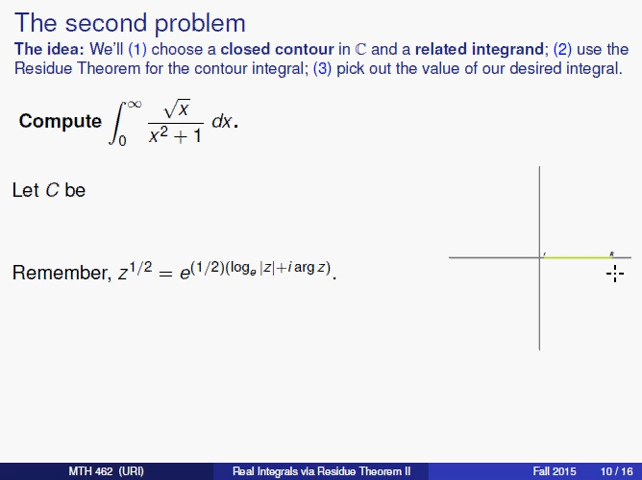 The second problem
The idea: We'll (1) choose a closed contour in ℂ and a related integrand; (2) use the
Residue Theorem for the contour integral; (3) pick out the value of our desired integral.
Compute ∫₀^∞ √x / (x² + 1) dx.
Let C be
Remember, z^{1/2} = e^{(1/2)(logₑ |z|+i arg z)}.
R
MTH 462 (URI) Real Integrals via Residue Theorem II Fall 2015 10 / 16